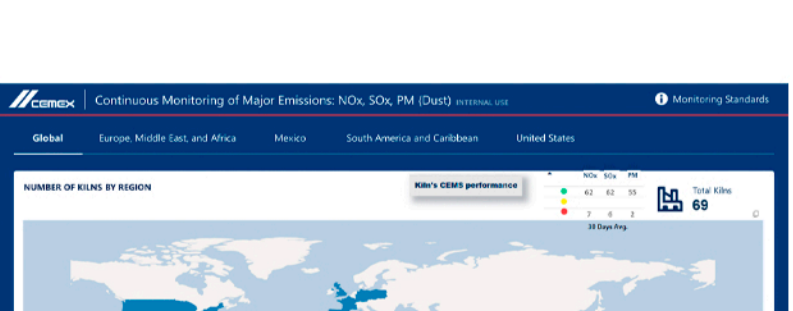 CEMEX
Continuous Monitoring of Major Emissions: NOx, SOx, PM (Dust) INTERNAL USE
Monitoring Standards
Global Europe, Middle East, and Africa Mexico South America and Caribbean United States
NUMBER OF KILNS BY REGION
Kiln's CEMS performance
NOx SOx PM
62 62 55
7 6 2
30 Days Avg.
Total Kilns
69